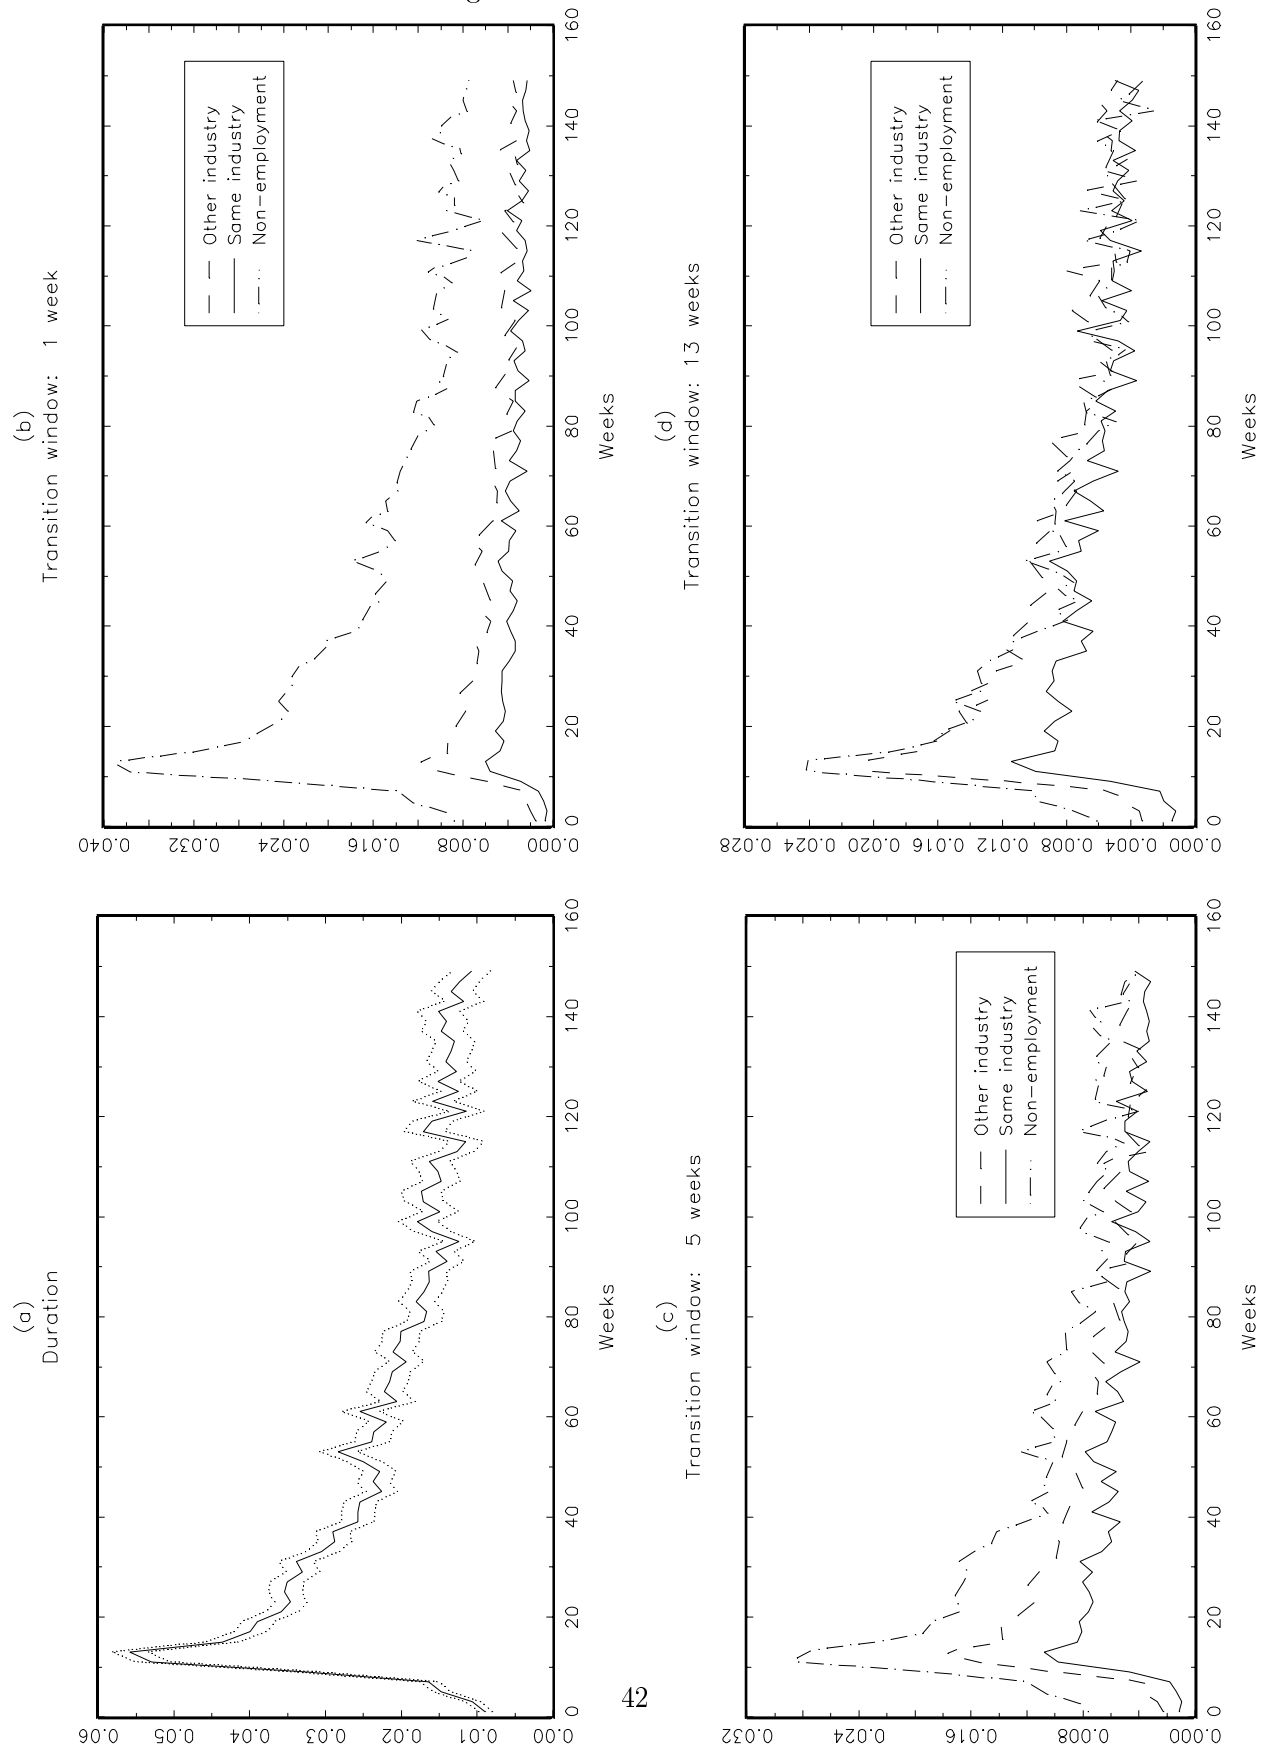 (a)
Duration
0.06
0.05
0.04
0.03
0.02
0.01
0.00
0 20 40 60 80 100 120 140 160
Weeks
(b)
Transition window: 1 week
0.040
0.032
0.024
0.016
0.008
0.000
Other industry
Same industry
Non-employment
0 20 40 60 80 100 120 140 160
Weeks
(c)
Transition window: 5 weeks
0.032
0.024
0.016
0.008
0.000
Other industry
Same industry
Non-employment
0 20 40 60 80 100 120 140 160
Weeks
(d)
Transition window: 13 weeks
0.028
0.024
0.020
0.016
0.012
0.008
0.004
0.000
Other industry
Same industry
Non-employment
0 20 40 60 80 100 120 140 160
Weeks
42